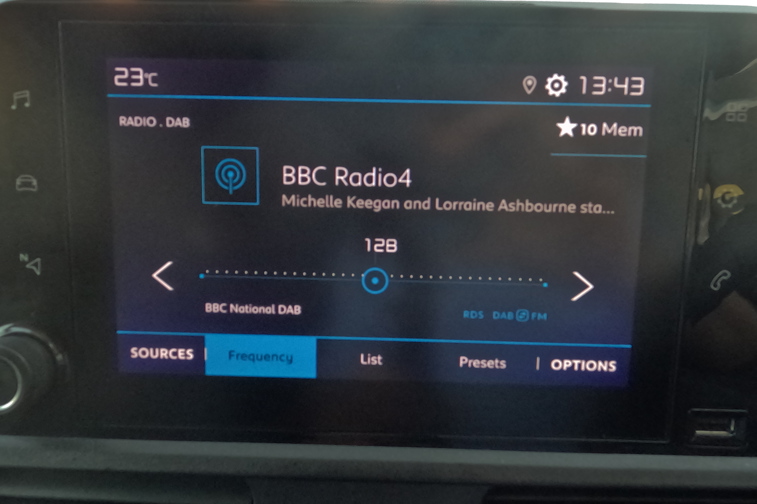 23°C 13:43
RADIO . DAB
10 Mem
BBC Radio4
Michelle Keegan and Lorraine Ashbourne sta...
12B
BBC National DAB
RDS DAB FM
SOURCES Frequency List Presets OPTIONS
N